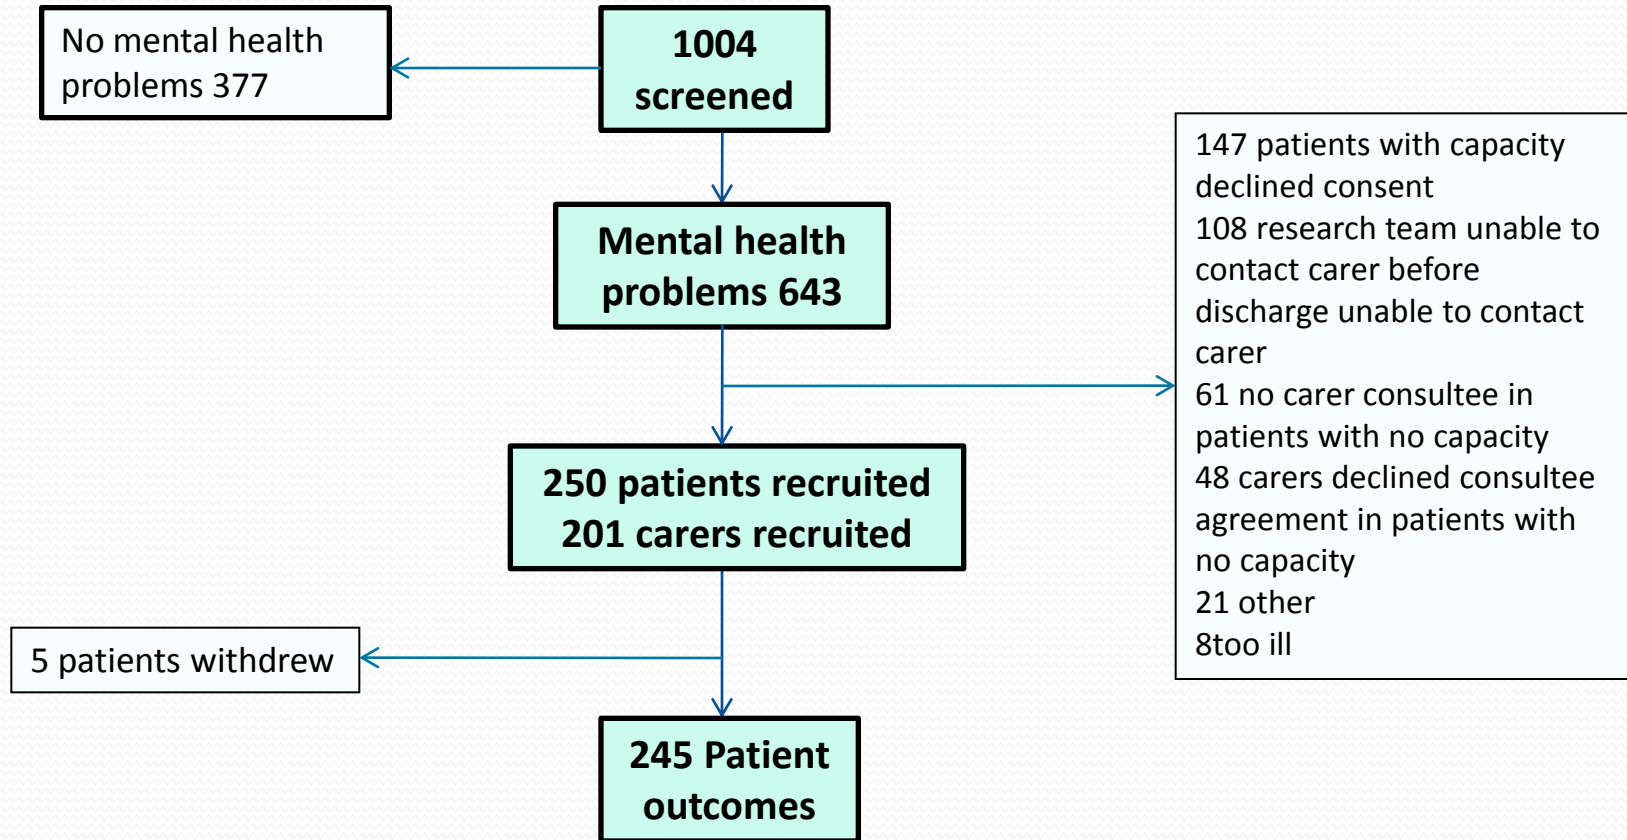 No mental health
problems 377
1004
screened
Mental health
problems 643
147 patients with capacity
declined consent
108 research team unable to
contact carer before
discharge unable to contact
carer
61 no carer consultee in
patients with no capacity
48 carers declined consultee
agreement in patients with
no capacity
21 other
8too ill
250 patients recruited
201 carers recruited
5 patients withdrew
245 Patient
outcomes